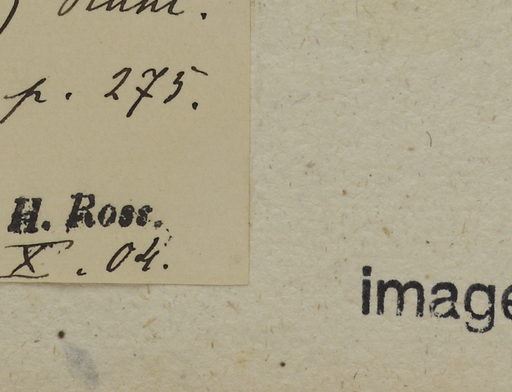 p. 275.
H. Ross.
X. 04.
image